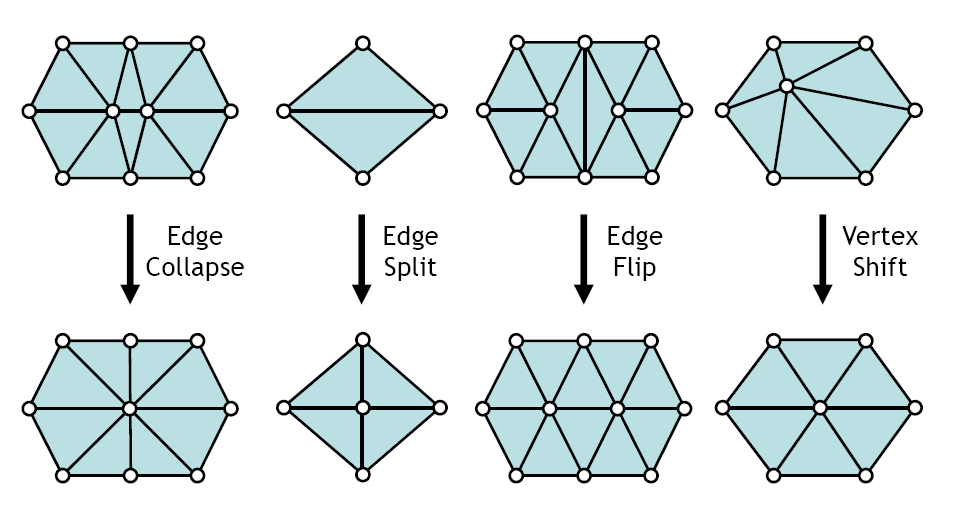 Edge
Collapse
Edge
Split
Edge
Flip
Vertex
Shift